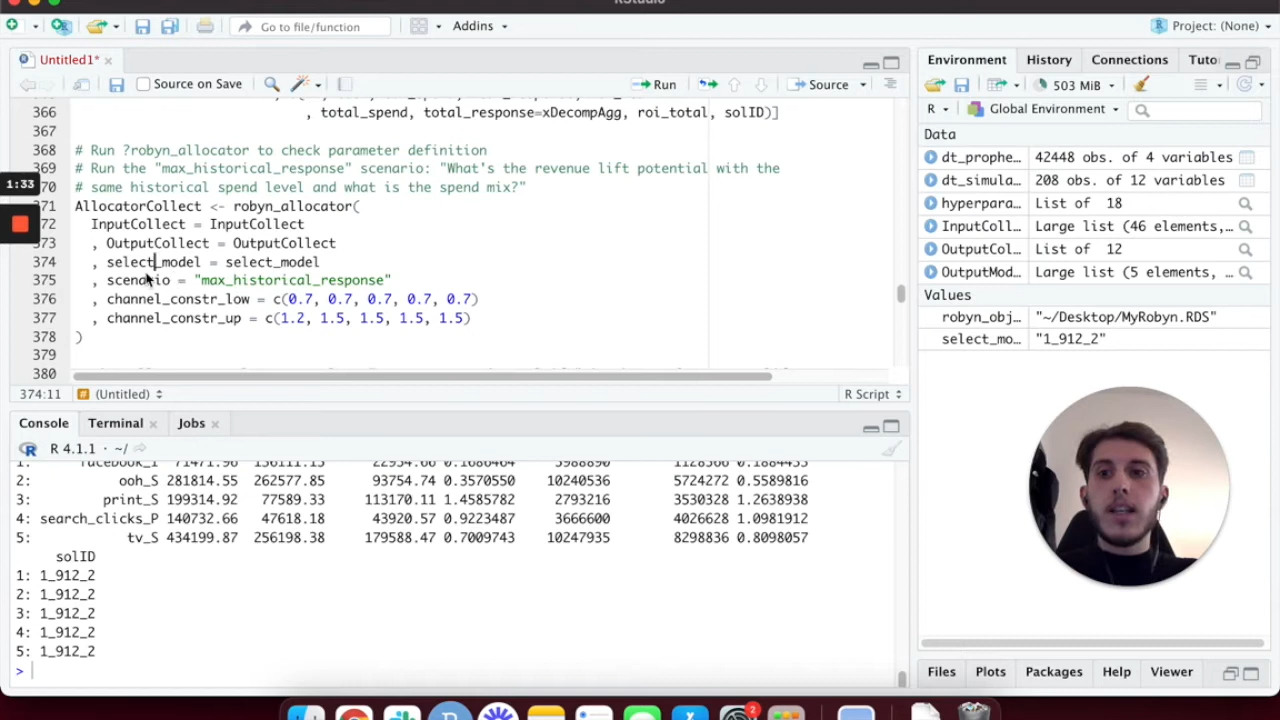 RStudio
Go to file/function
Addins
Project: (None)
Untitled1*
Source on Save
Run
Source
366 , total_spend, total_response=xDecompAgg, roi_total, solID)]
367
368 # Run ?robyn_allocator to check parameter definition
369 # Run the "max_historical_response" scenario: "What's the revenue lift potential with the
1:33
70 # same historical spend level and what is the spend mix?"
371 AllocatorCollect <- robyn_allocator(
72 InputCollect = InputCollect
73 , OutputCollect = OutputCollect
374 , select_model = select_model
375 , scenario = "max_historical_response"
376 , channel_constr_low = c(0.7, 0.7, 0.7, 0.7, 0.7)
377 , channel_constr_up = c(1.2, 1.5, 1.5, 1.5, 1.5)
378 )
379
380
374:11 # (Untitled) R Script
Console Terminal Jobs
R 4.1.1 · ~/
2: ooh_S 281814.55 262577.85 93754.74 0.3570550 10240536 5724272 0.5589816
3: print_S 199314.92 77589.33 113170.11 1.4585782 2793216 3530328 1.2638938
4: search_clicks_P 140732.66 47618.18 43920.57 0.9223487 3666600 4026628 1.0981912
5: tv_S 434199.87 256198.38 179588.47 0.7009743 10247935 8298836 0.8098057
solID
1: 1_912_2
2: 1_912_2
3: 1_912_2
4: 1_912_2
5: 1_912_2
>
Environment History Connections Tuto
503 MiB
R Global Environment
Data
dt_prophe… 42448 obs. of 4 variables
dt_simula… 208 obs. of 12 variables
hyperpara… List of 18
InputColl… Large list (46 elements,…
OutputCol… List of 12
OutputMod… Large list (5 elements, …
Values
robyn_obj… "~/Desktop/MyRobyn.RDS"
select_mo… "1_912_2"
Files Plots Packages Help Viewer
2